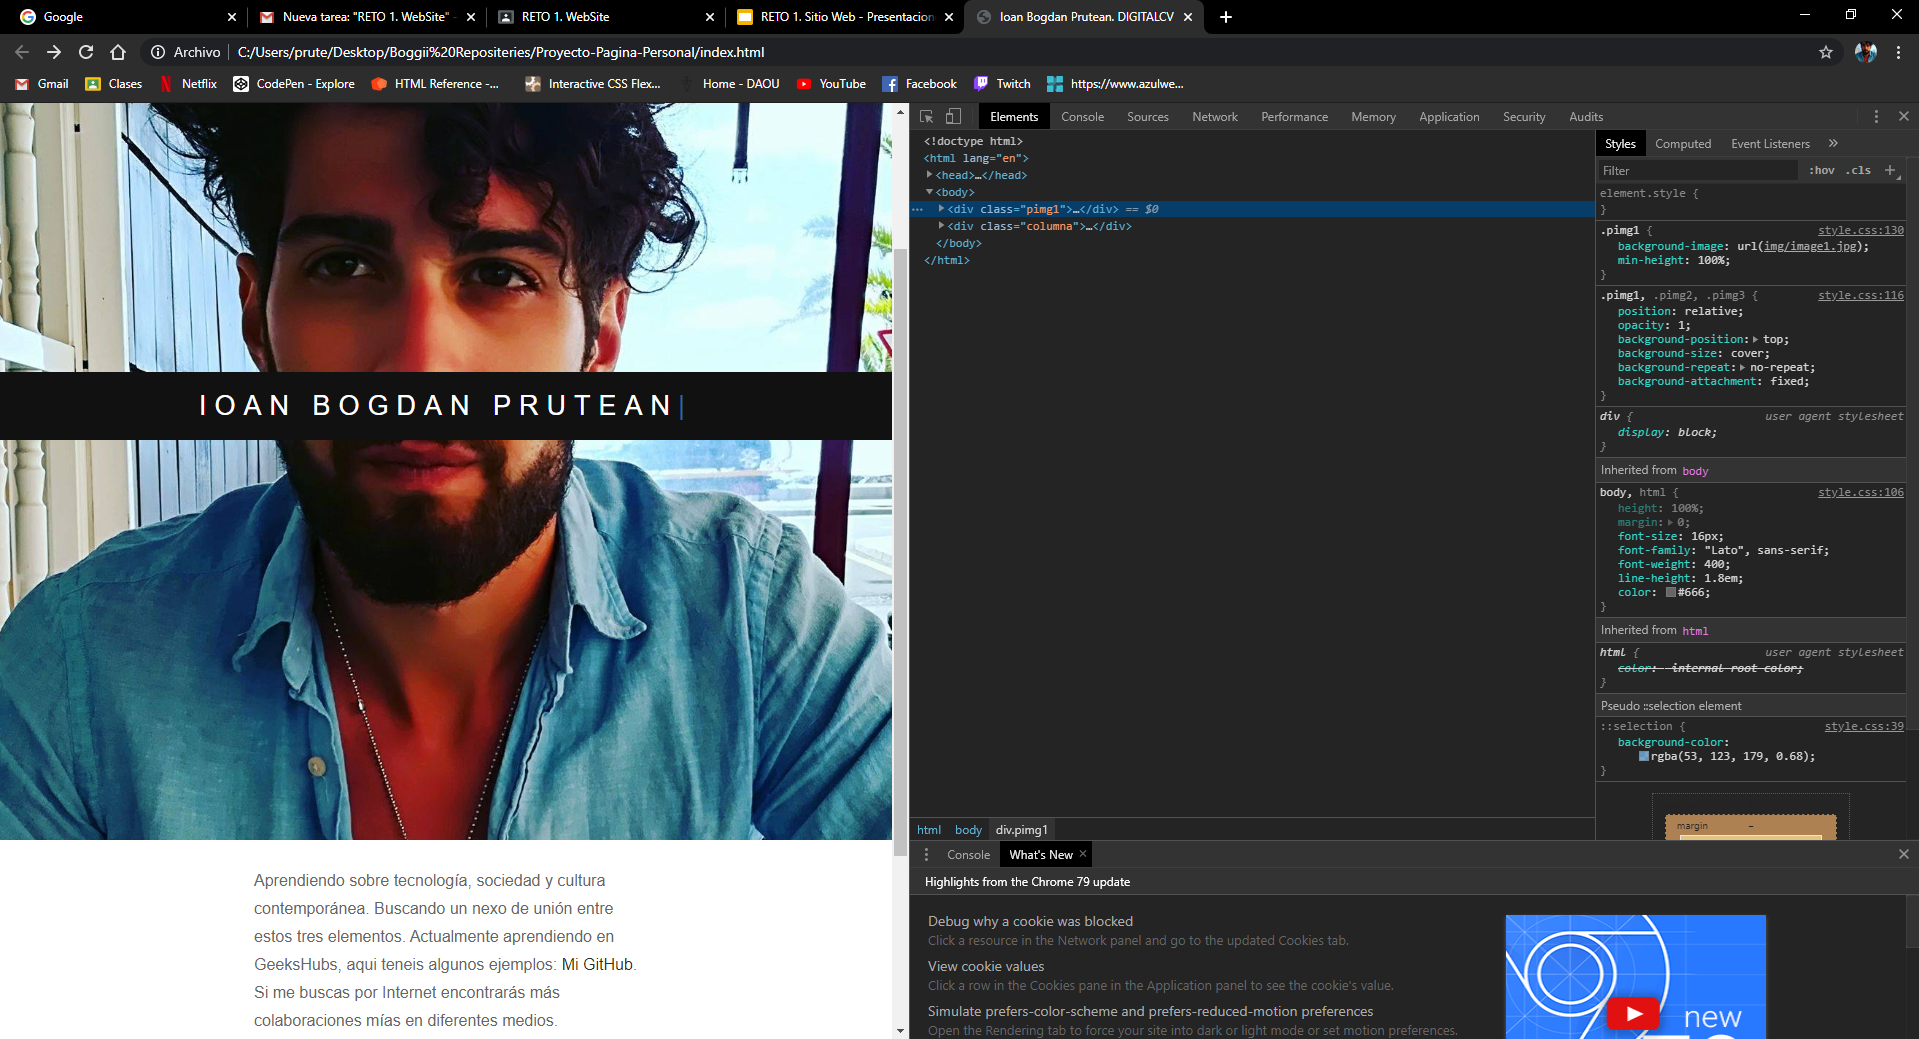 Google
Nueva tarea: "RETO 1. WebSite" -
RETO 1. WebSite
RETO 1. Sitio Web - Presentacion
Ioan Bogdan Prutean. DIGITALCV
Archivo
C:/Users/prute/Desktop/Boggii%20Repositeries/Proyecto-Pagina-Personal/index.html
Gmail
Clases
Netflix
CodePen - Explore
HTML Reference -...
Interactive CSS Flex...
Home - DAOU
YouTube
Facebook
Twitch
https://www.azulwe...
IOAN BOGDAN PRUTEAN|
Aprendiendo sobre tecnología, sociedad y cultura
contemporánea. Buscando un nexo de unión entre
estos tres elementos. Actualmente aprendiendo en
GeeksHubs, aqui teneis algunos ejemplos: Mi GitHub.
Si me buscas por Internet encontrarás más
colaboraciones mías en diferentes medios.
Elements Console Sources Network Performance Memory Application Security Audits
<!doctype html>
<html lang="en">
<head>…</head>
<body>
<div class="pimg1">…</div> == $0
<div class="columna">…</div>
</body>
</html>
html body div.pimg1
Styles Computed Event Listeners »
Filter :hov .cls +
element.style {
}
.pimg1 { style.css:130
background-image: url(img/image1.jpg);
min-height: 100%;
}
.pimg1, .pimg2, .pimg3 { style.css:116
position: relative;
opacity: 1;
background-position: top;
background-size: cover;
background-repeat: no-repeat;
background-attachment: fixed;
}
div { user agent stylesheet
display: block;
}
Inherited from body
body, html { style.css:106
height: 100%;
margin: 0;
font-size: 16px;
font-family: "Lato", sans-serif;
font-weight: 400;
line-height: 1.8em;
color: #666;
}
Inherited from html
html { user agent stylesheet
color: -internal-root-color;
}
Pseudo ::selection element
::selection { style.css:39
background-color:
rgba(53, 123, 179, 0.68);
}
margin -
Console What's New
Highlights from the Chrome 79 update
Debug why a cookie was blocked
Click a resource in the Network panel and go to the updated Cookies tab.
View cookie values
Click a row in the Cookies pane in the Application panel to see the cookie's value.
Simulate prefers-color-scheme and prefers-reduced-motion preferences
Open the Rendering tab to force your site into dark or light mode or set motion preferences.
new